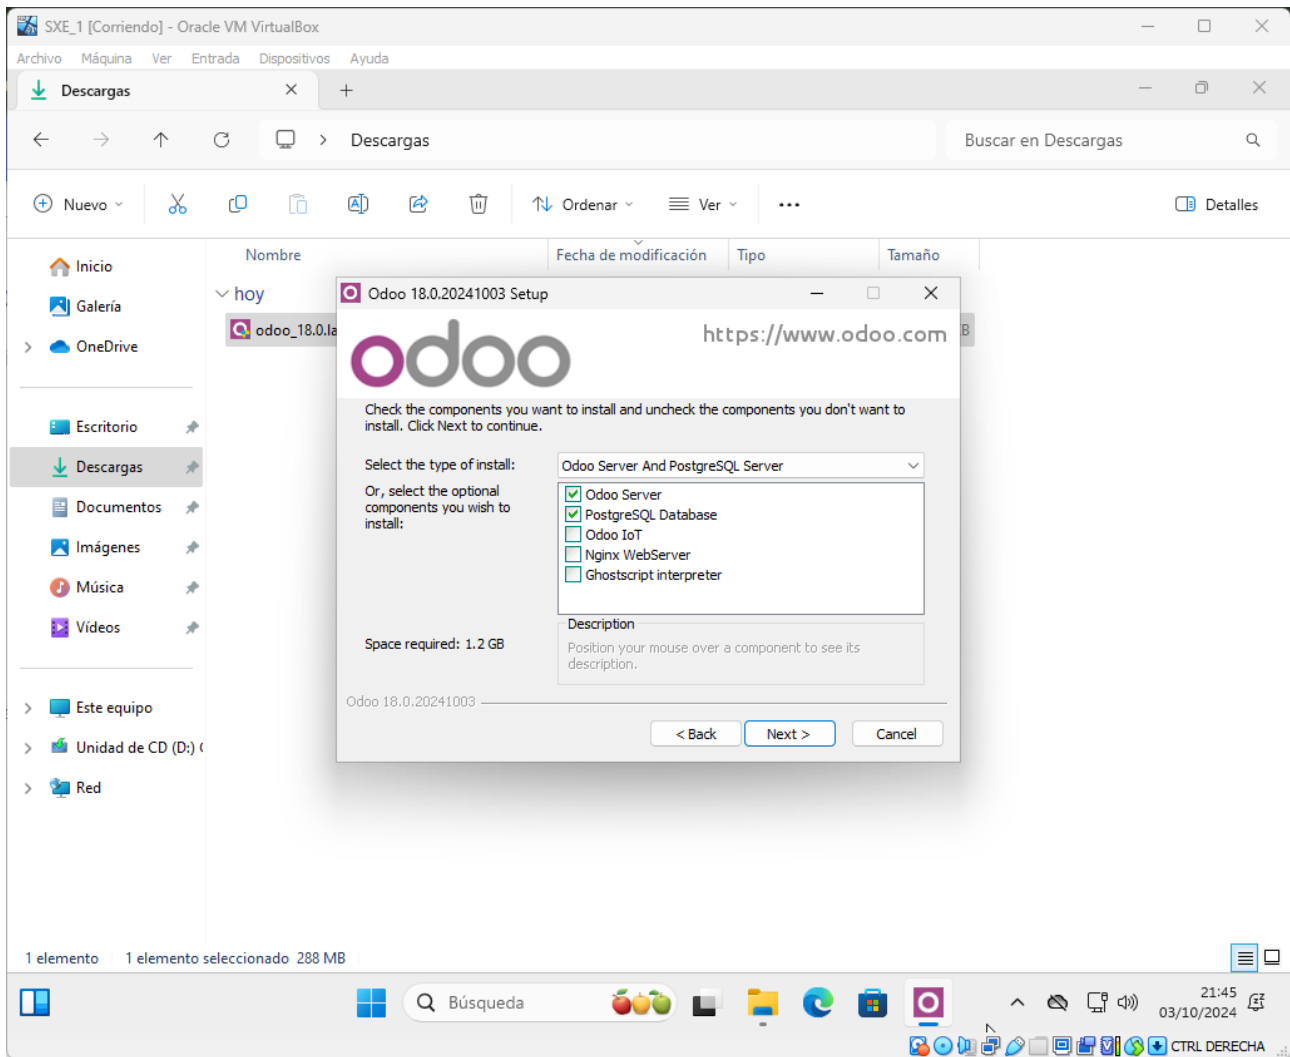 SXE_1 [Corriendo] - Oracle VM VirtualBox
Archivo Máquina Ver Entrada Dispositivos Ayuda
Descargas
Descargas
Buscar en Descargas
Nuevo
Ordenar
Ver
Detalles
Nombre
Fecha de modificación
Tipo
Tamaño
Inicio
Galería
OneDrive
Escritorio
Descargas
Documentos
Imágenes
Música
Vídeos
Este equipo
Unidad de CD (D:)
Red
hoy
odoo_18.0.la
Odoo 18.0.20241003 Setup
odoo
https://www.odoo.com
Check the components you want to install and uncheck the components you don't want to
install. Click Next to continue.
Select the type of install:
Odoo Server And PostgreSQL Server
Or, select the optional
components you wish to
install:
Odoo Server
PostgreSQL Database
Odoo IoT
Nginx WebServer
Ghostscript interpreter
Space required: 1.2 GB
Description
Position your mouse over a component to see its
description.
Odoo 18.0.20241003
< Back
Next >
Cancel
1 elemento
1 elemento seleccionado 288 MB
Búsqueda
21:45
03/10/2024
CTRL DERECHA